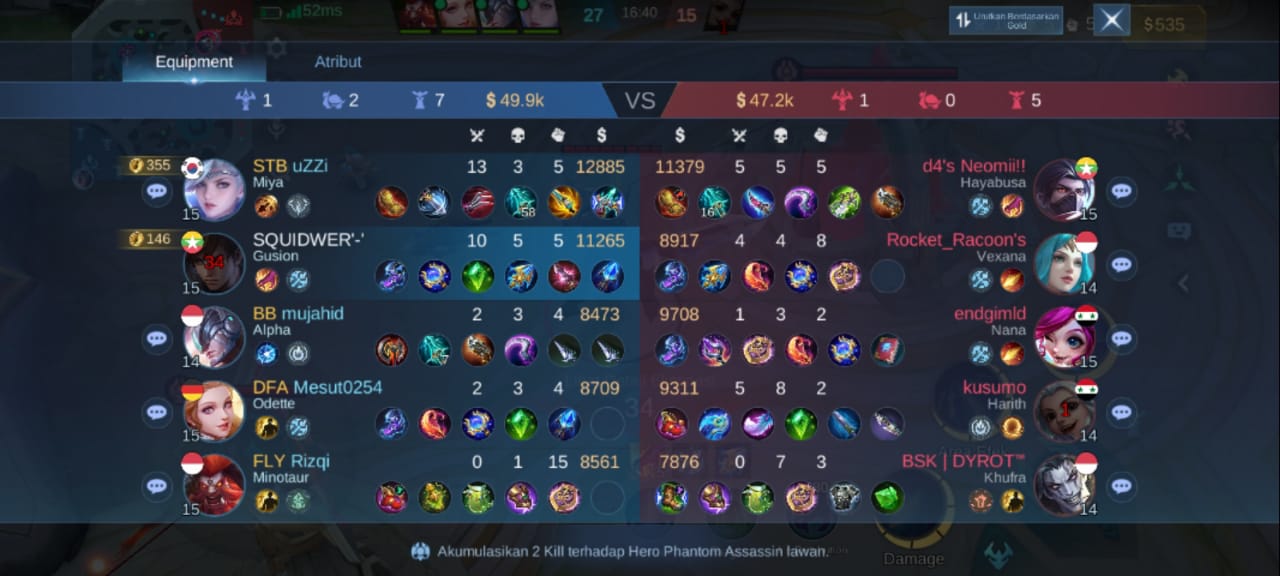 52ms
27 16:40 15
Urutkan Berdasarkan
Gold
$535
Equipment
Atribut
1 2 7 $ 49.9k VS $ 47.2k 1 0 5
$ $
355 STB uZZi 13 3 5 12885 11379 5 5 5 d4's Neomii!!
Miya Hayabusa
15 58 16 15
146 SQUIDWER'-' 10 5 5 11265 8917 4 4 8 Rocket_Racoon's
Gusion Vexana
34
15 14
BB mujahid 2 3 4 8473 9708 1 3 2 endgimld
Alpha Nana
14 15
DFA Mesut0254 2 3 4 8709 9311 5 8 2 kusumo
Odette Harith
1
15 34 14
FLY Rizqi 0 1 15 8561 7876 0 7 3 BSK | DYROT™
Minotaur Khufra
15 14
Akumulasikan 2 Kill terhadap Hero Phantom Assassin lawan.
Damage